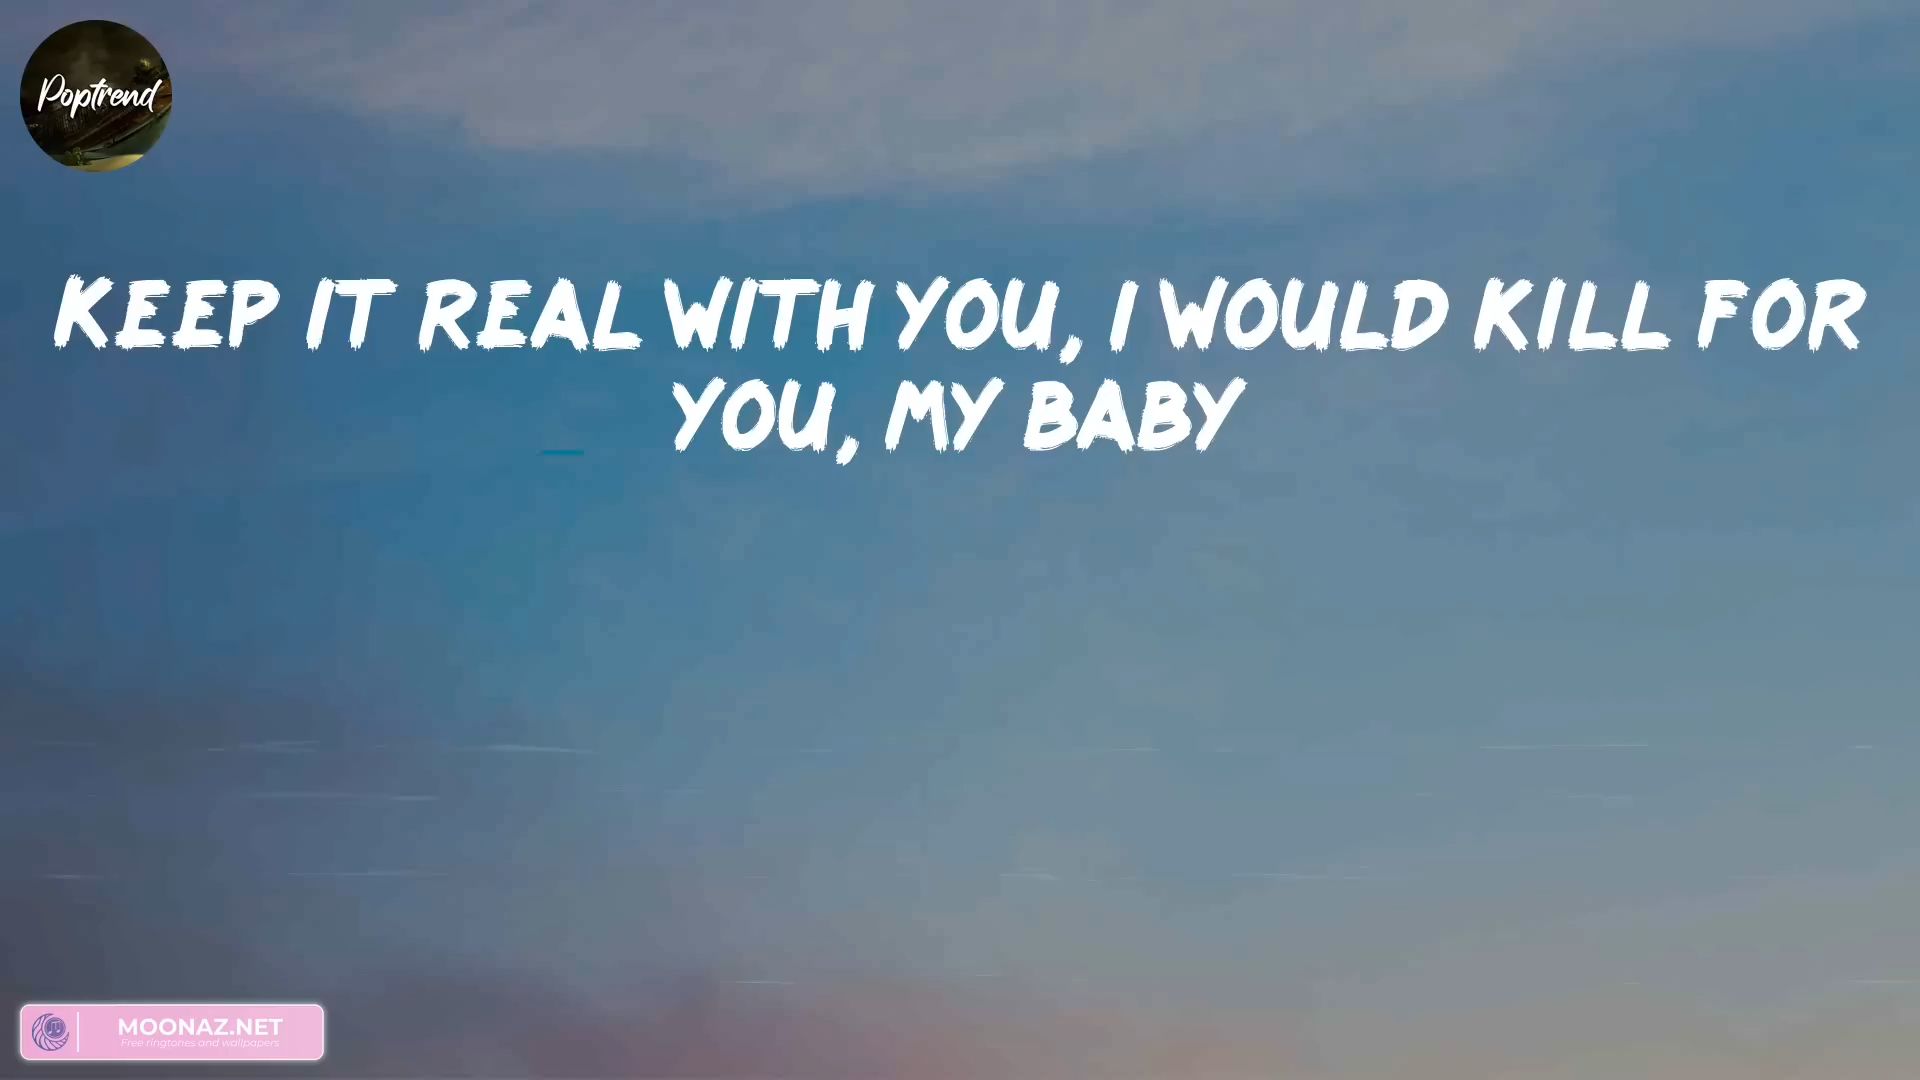 Poptrend
KEEP IT REAL WITH YOU, I WOULD KILL FOR
YOU, MY BABY
MOONAZ.NET
Free ringtones and wallpapers